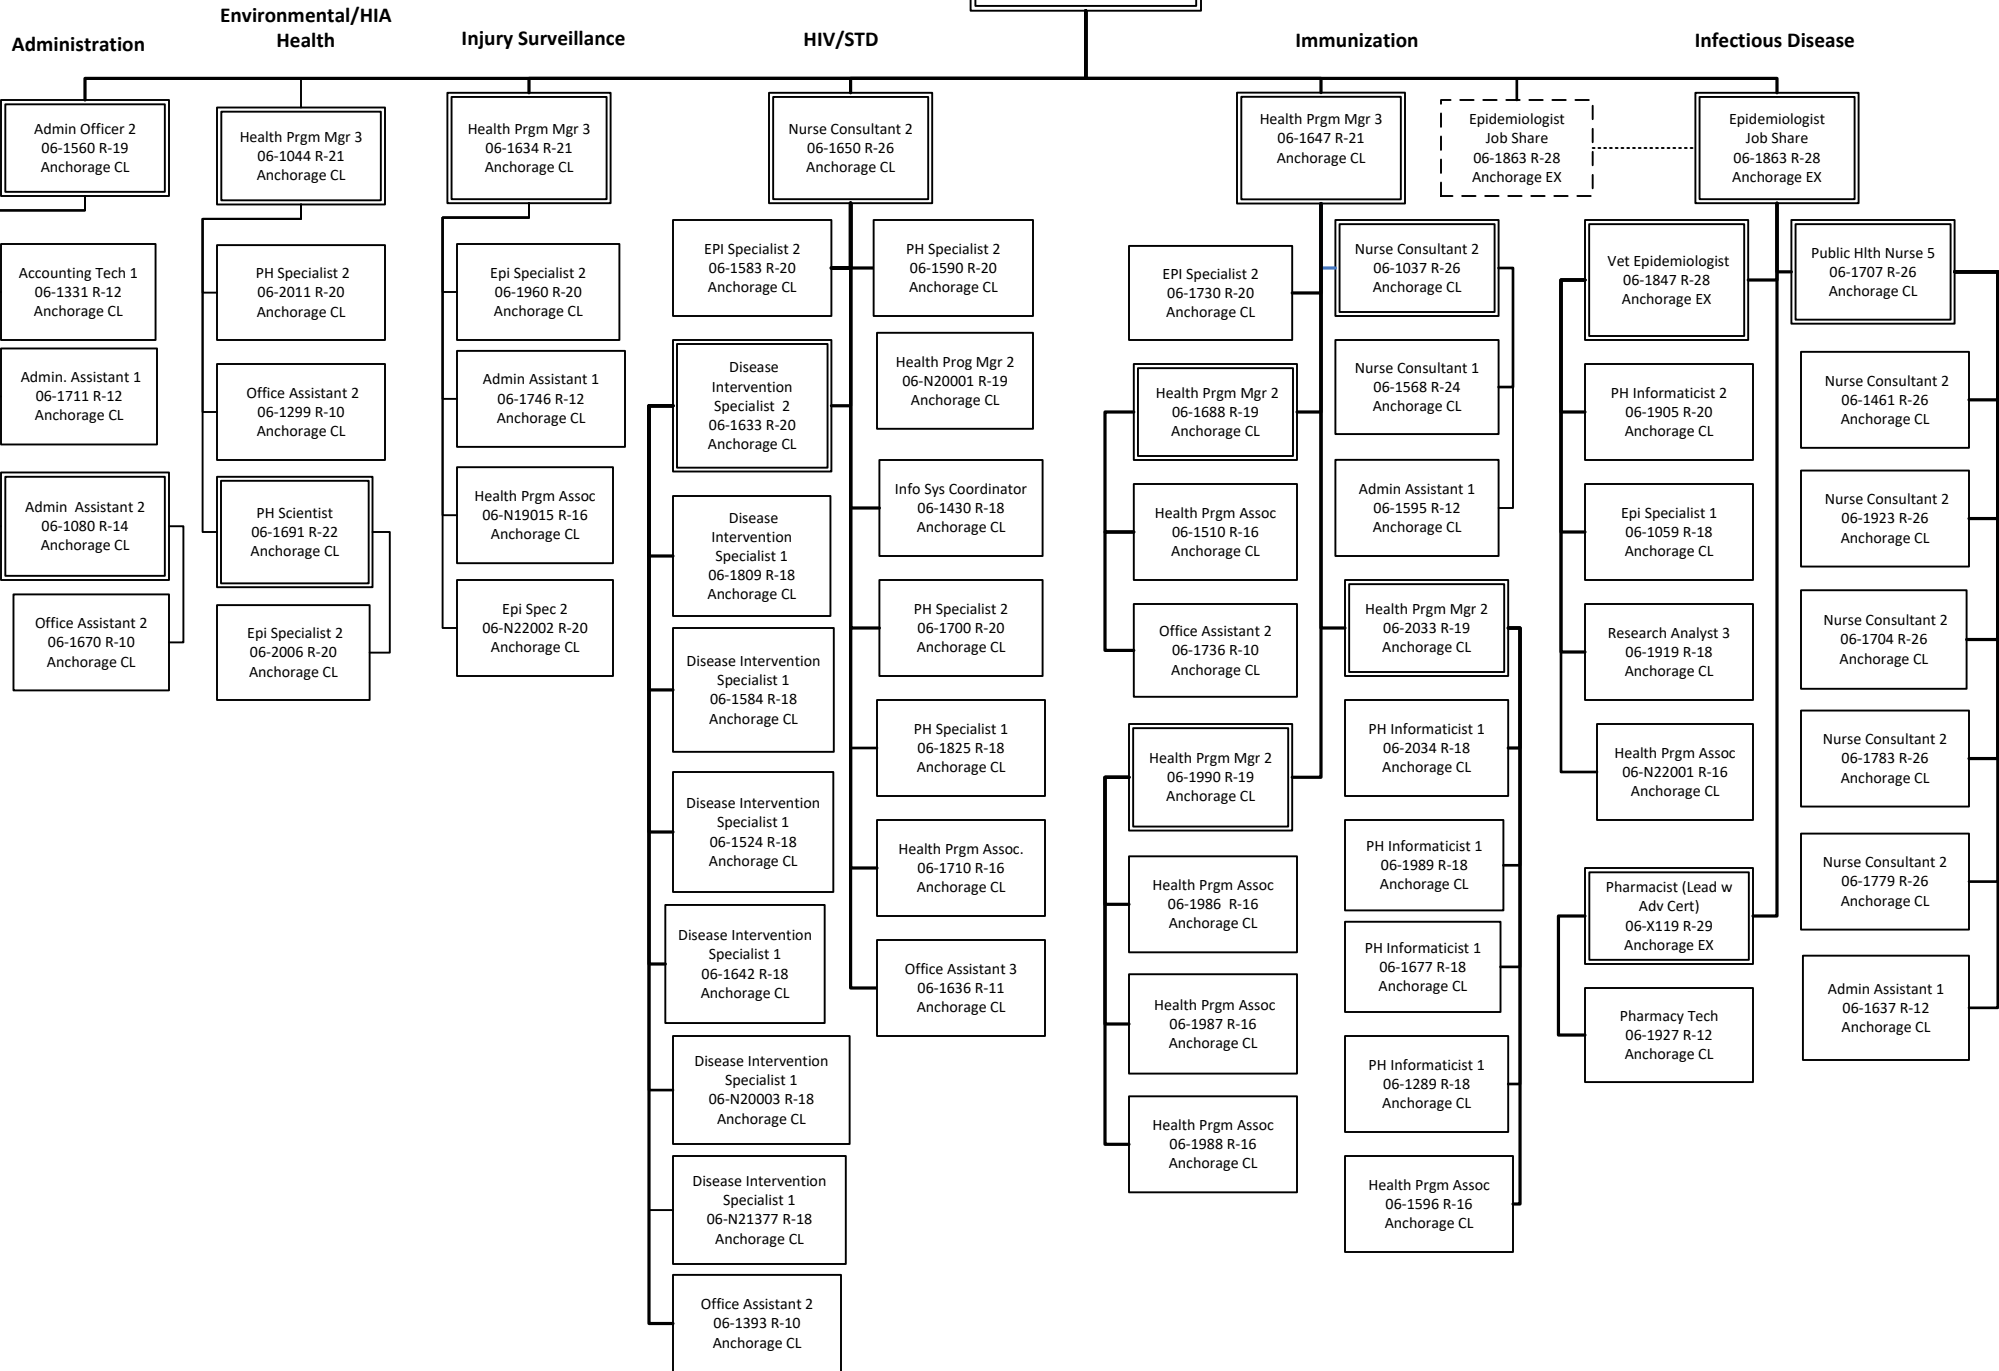 Administration
Environmental/HIA
Health
Injury Surveillance
HIV/STD
Immunization
Infectious Disease
Admin Officer 2
06-1560 R-19
Anchorage CL
Accounting Tech 1
06-1331 R-12
Anchorage CL
Admin. Assistant 1
06-1711 R-12
Anchorage CL
Admin  Assistant 2
06-1080 R-14
Anchorage CL
Office Assistant 2
06-1670 R-10
Anchorage CL
Health Prgm Mgr 3
06-1044 R-21
Anchorage CL
PH Specialist 2
06-2011 R-20
Anchorage CL
Office Assistant 2
06-1299 R-10
Anchorage CL
PH Scientist
06-1691 R-22
Anchorage CL
Epi Specialist 2
06-2006 R-20
Anchorage CL
Health Prgm Mgr 3
06-1634 R-21
Anchorage CL
Epi Specialist 2
06-1960 R-20
Anchorage CL
Admin Assistant 1
06-1746 R-12
Anchorage CL
Health Prgm Assoc
06-N19015 R-16
Anchorage CL
Epi Spec 2
06-N22002 R-20
Anchorage CL
Nurse Consultant 2
06-1650 R-26
Anchorage CL
EPI Specialist 2
06-1583 R-20
Anchorage CL
Disease
Intervention
Specialist  2
06-1633 R-20
Anchorage CL
Disease
Intervention
Specialist 1
06-1809 R-18
Anchorage CL
Disease Intervention
Specialist 1
06-1584 R-18
Anchorage CL
Disease Intervention
Specialist 1
06-1524 R-18
Anchorage CL
Disease Intervention
Specialist 1
06-1642 R-18
Anchorage CL
Disease Intervention
Specialist 1
06-N20003 R-18
Anchorage CL
Disease Intervention
Specialist 1
06-N21377 R-18
Anchorage CL
Office Assistant 2
06-1393 R-10
Anchorage CL
PH Specialist 2
06-1590 R-20
Anchorage CL
Health Prog Mgr 2
06-N20001 R-19
Anchorage CL
Info Sys Coordinator
06-1430 R-18
Anchorage CL
PH Specialist 2
06-1700 R-20
Anchorage CL
PH Specialist 1
06-1825 R-18
Anchorage CL
Health Prgm Assoc.
06-1710 R-16
Anchorage CL
Office Assistant 3
06-1636 R-11
Anchorage CL
Health Prgm Mgr 3
06-1647 R-21
Anchorage CL
EPI Specialist 2
06-1730 R-20
Anchorage CL
Health Prgm Mgr 2
06-1688 R-19
Anchorage CL
Health Prgm Assoc
06-1510 R-16
Anchorage CL
Office Assistant 2
06-1736 R-10
Anchorage CL
Health Prgm Mgr 2
06-1990 R-19
Anchorage CL
Health Prgm Assoc
06-1986  R-16
Anchorage CL
Health Prgm Assoc
06-1987 R-16
Anchorage CL
Health Prgm Assoc
06-1988 R-16
Anchorage CL
Nurse Consultant 2
06-1037 R-26
Anchorage CL
Nurse Consultant 1
06-1568 R-24
Anchorage CL
Admin Assistant 1
06-1595 R-12
Anchorage CL
Health Prgm Mgr 2
06-2033 R-19
Anchorage CL
PH Informaticist 1
06-2034 R-18
Anchorage CL
PH Informaticist 1
06-1989 R-18
Anchorage CL
PH Informaticist 1
06-1677 R-18
Anchorage CL
PH Informaticist 1
06-1289 R-18
Anchorage CL
Health Prgm Assoc
06-1596 R-16
Anchorage CL
Epidemiologist
Job Share
06-1863 R-28
Anchorage EX
Epidemiologist
Job Share
06-1863 R-28
Anchorage EX
Vet Epidemiologist
06-1847 R-28
Anchorage EX
PH Informaticist 2
06-1905 R-20
Anchorage CL
Epi Specialist 1
06-1059 R-18
Anchorage CL
Research Analyst 3
06-1919 R-18
Anchorage CL
Health Prgm Assoc
06-N22001 R-16
Anchorage CL
Pharmacist (Lead w
Adv Cert)
06-X119 R-29
Anchorage EX
Pharmacy Tech
06-1927 R-12
Anchorage CL
Public Hlth Nurse 5
06-1707 R-26
Anchorage CL
Nurse Consultant 2
06-1461 R-26
Anchorage CL
Nurse Consultant 2
06-1923 R-26
Anchorage CL
Nurse Consultant 2
06-1704 R-26
Anchorage CL
Nurse Consultant 2
06-1783 R-26
Anchorage CL
Nurse Consultant 2
06-1779 R-26
Anchorage CL
Admin Assistant 1
06-1637 R-12
Anchorage CL